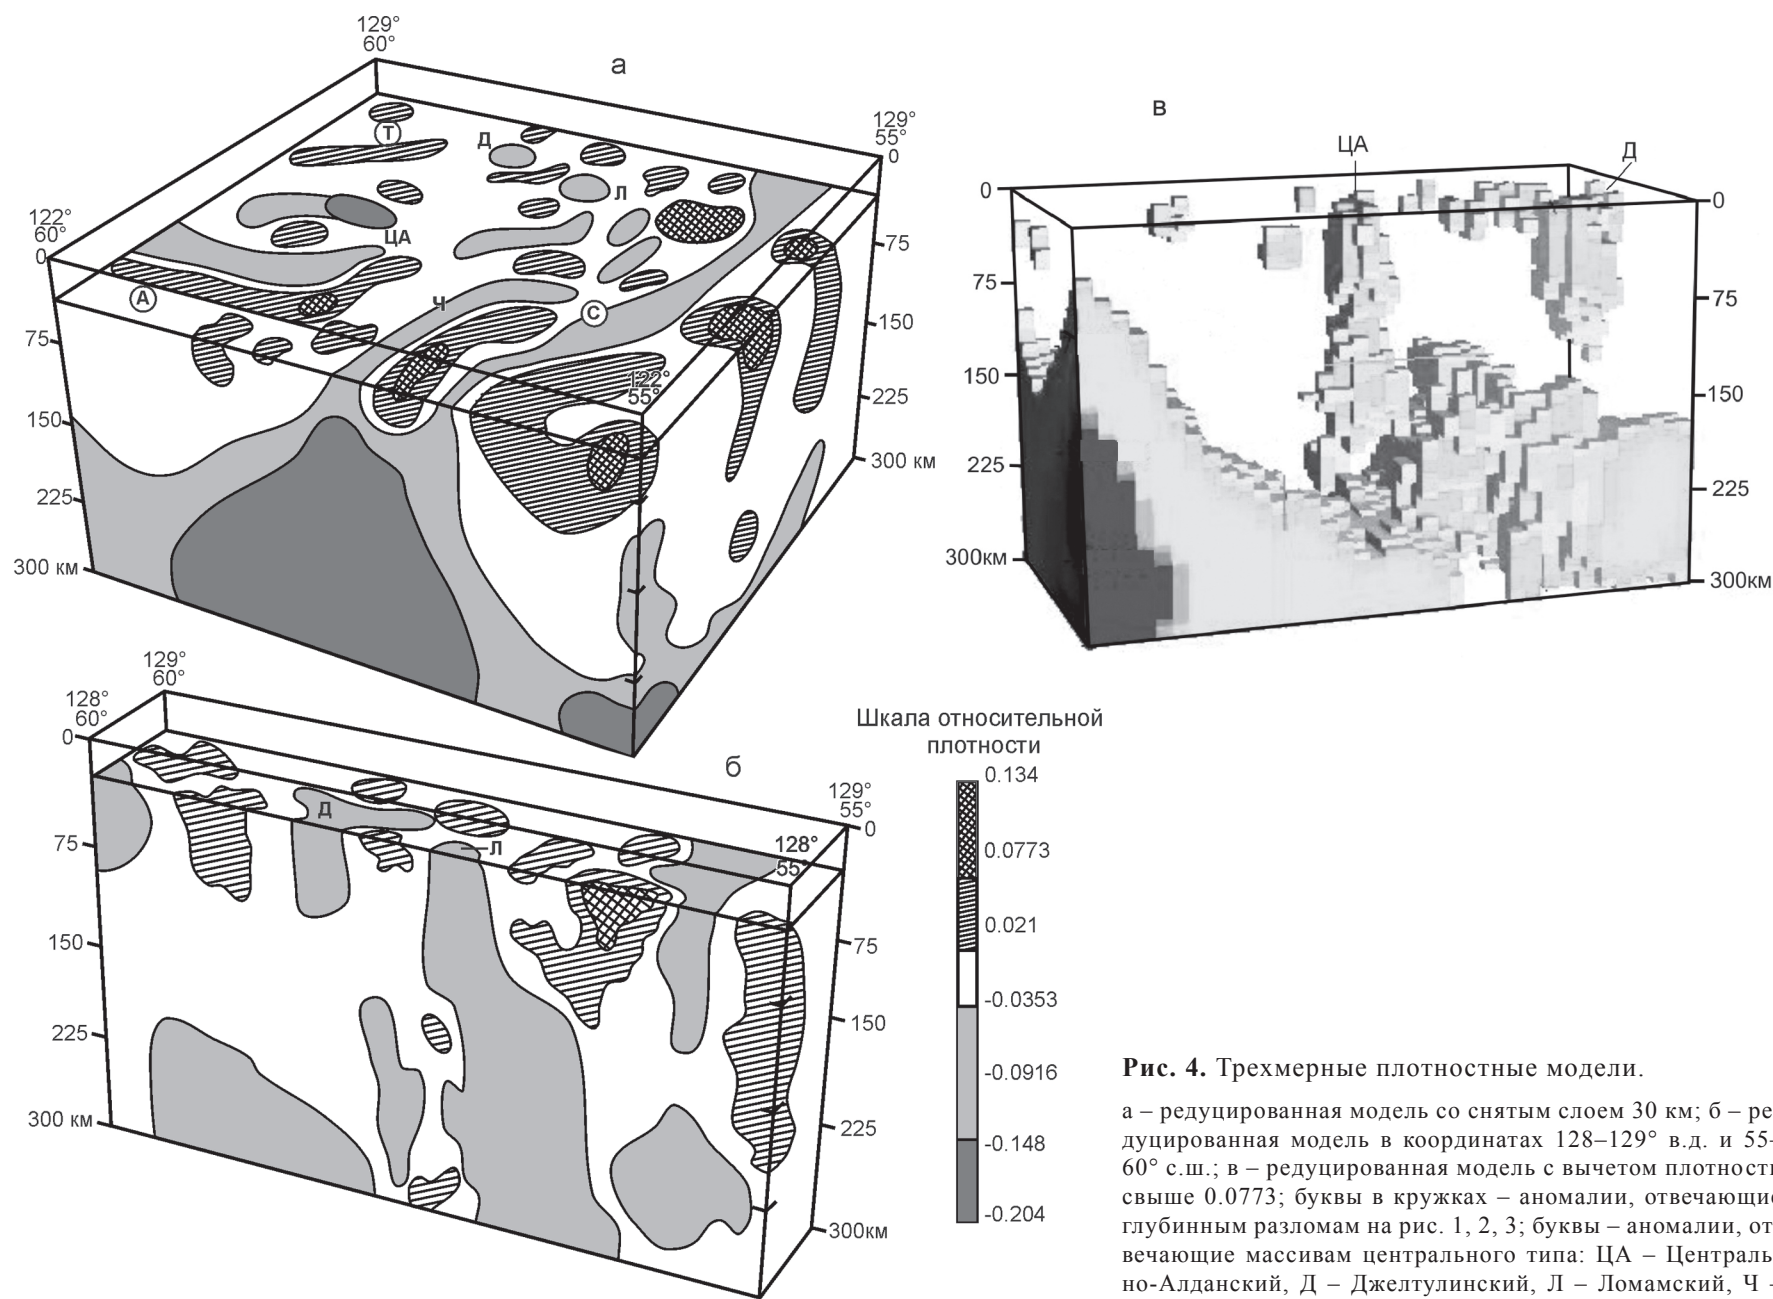 129°
60°
а
129°
55°
0
Т
Д
Л
122°
60°
0
ЦА
А
Ч
С
75
150
225
300 км
122°
55°
75
150
225
300 км
в
ЦА
Д
0
75
150
225
300км
0
75
150
225
300км
129°
60°
128°
60°
0
б
129°
55°
0
128°
55°
Д
Л
75
150
225
300 км
75
150
225
300км
Шкала относительной
плотности
0.134
0.0773
0.021
-0.0353
-0.0916
-0.148
-0.204
Рис. 4. Трехмерные плотностные модели.
а – редуцированная модель со снятым слоем 30 км; б – ре-
дуцированная модель в координатах 128–129° в.д. и 55–
60° с.ш.; в – редуцированная модель с вычетом плотности
свыше 0.0773; буквы в кружках – аномалии, отвечающие
глубинным разломам на рис. 1, 2, 3; буквы – аномалии, от-
вечающие массивам центрального типа: ЦА – Централь-
но-Алданский, Д – Джелтулинский, Л – Ломамский, Ч –